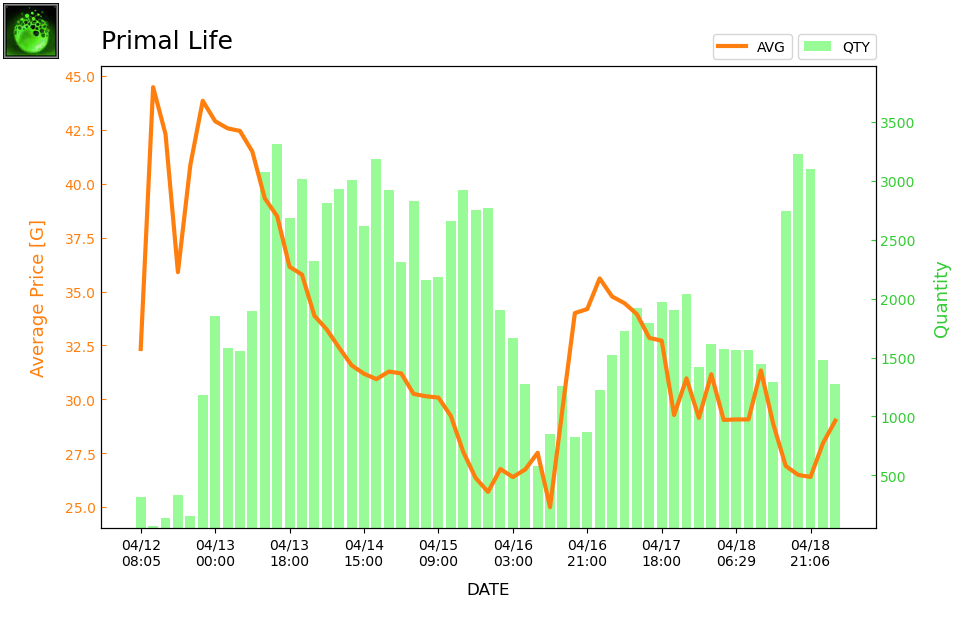 Primal Life
AVG
QTY
45.0
42.5
40.0
37.5
35.0
32.5
30.0
27.5
25.0
Average Price [G]
3500
3000
2500
2000
1500
1000
500
Quantity
04/12 04/13 04/13 04/14 04/15 04/16 04/16 04/17 04/18 04/18
08:05 00:00 18:00 15:00 09:00 03:00 21:00 18:00 06:29 21:06
DATE